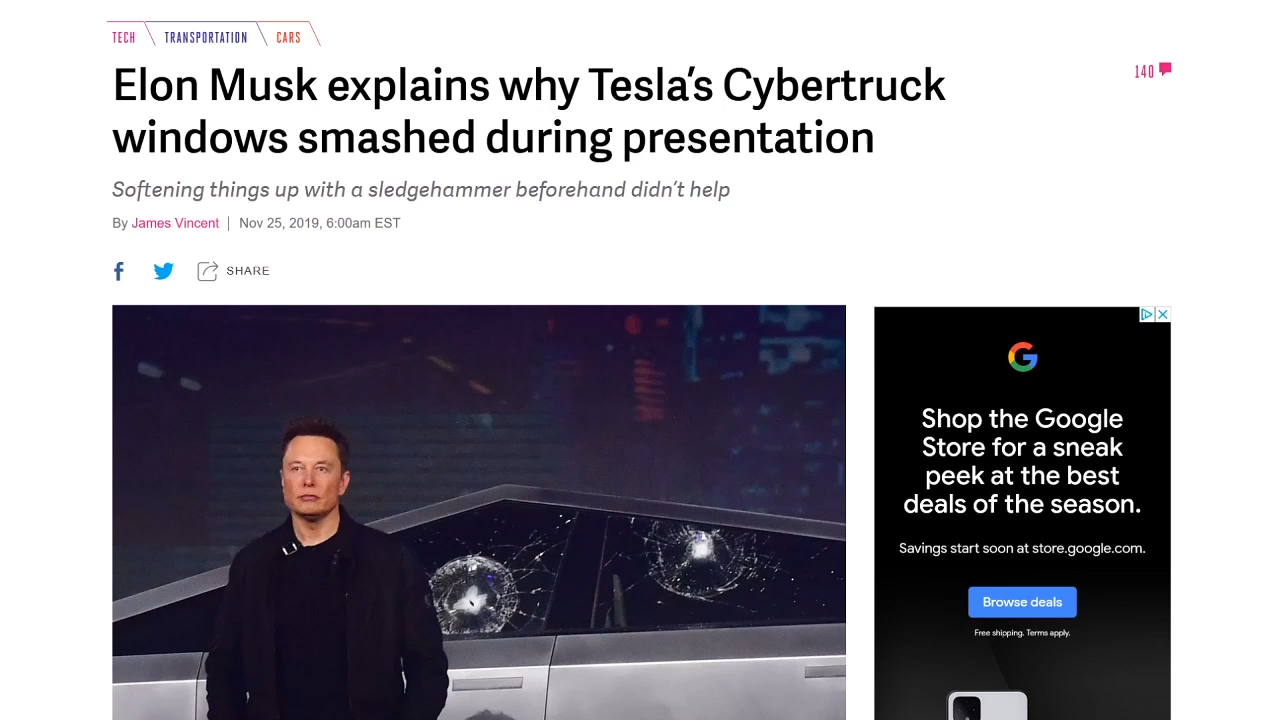 TECH TRANSPORTATION CARS
Elon Musk explains why Tesla's Cybertruck
windows smashed during presentation
140
Softening things up with a sledgehammer beforehand didn't help
By James Vincent | Nov 25, 2019, 6:00am EST
SHARE
Shop the Google
Store for a sneak
peek at the best
deals of the season.
Savings start soon at store.google.com.
Browse deals
Free shipping. Terms apply.